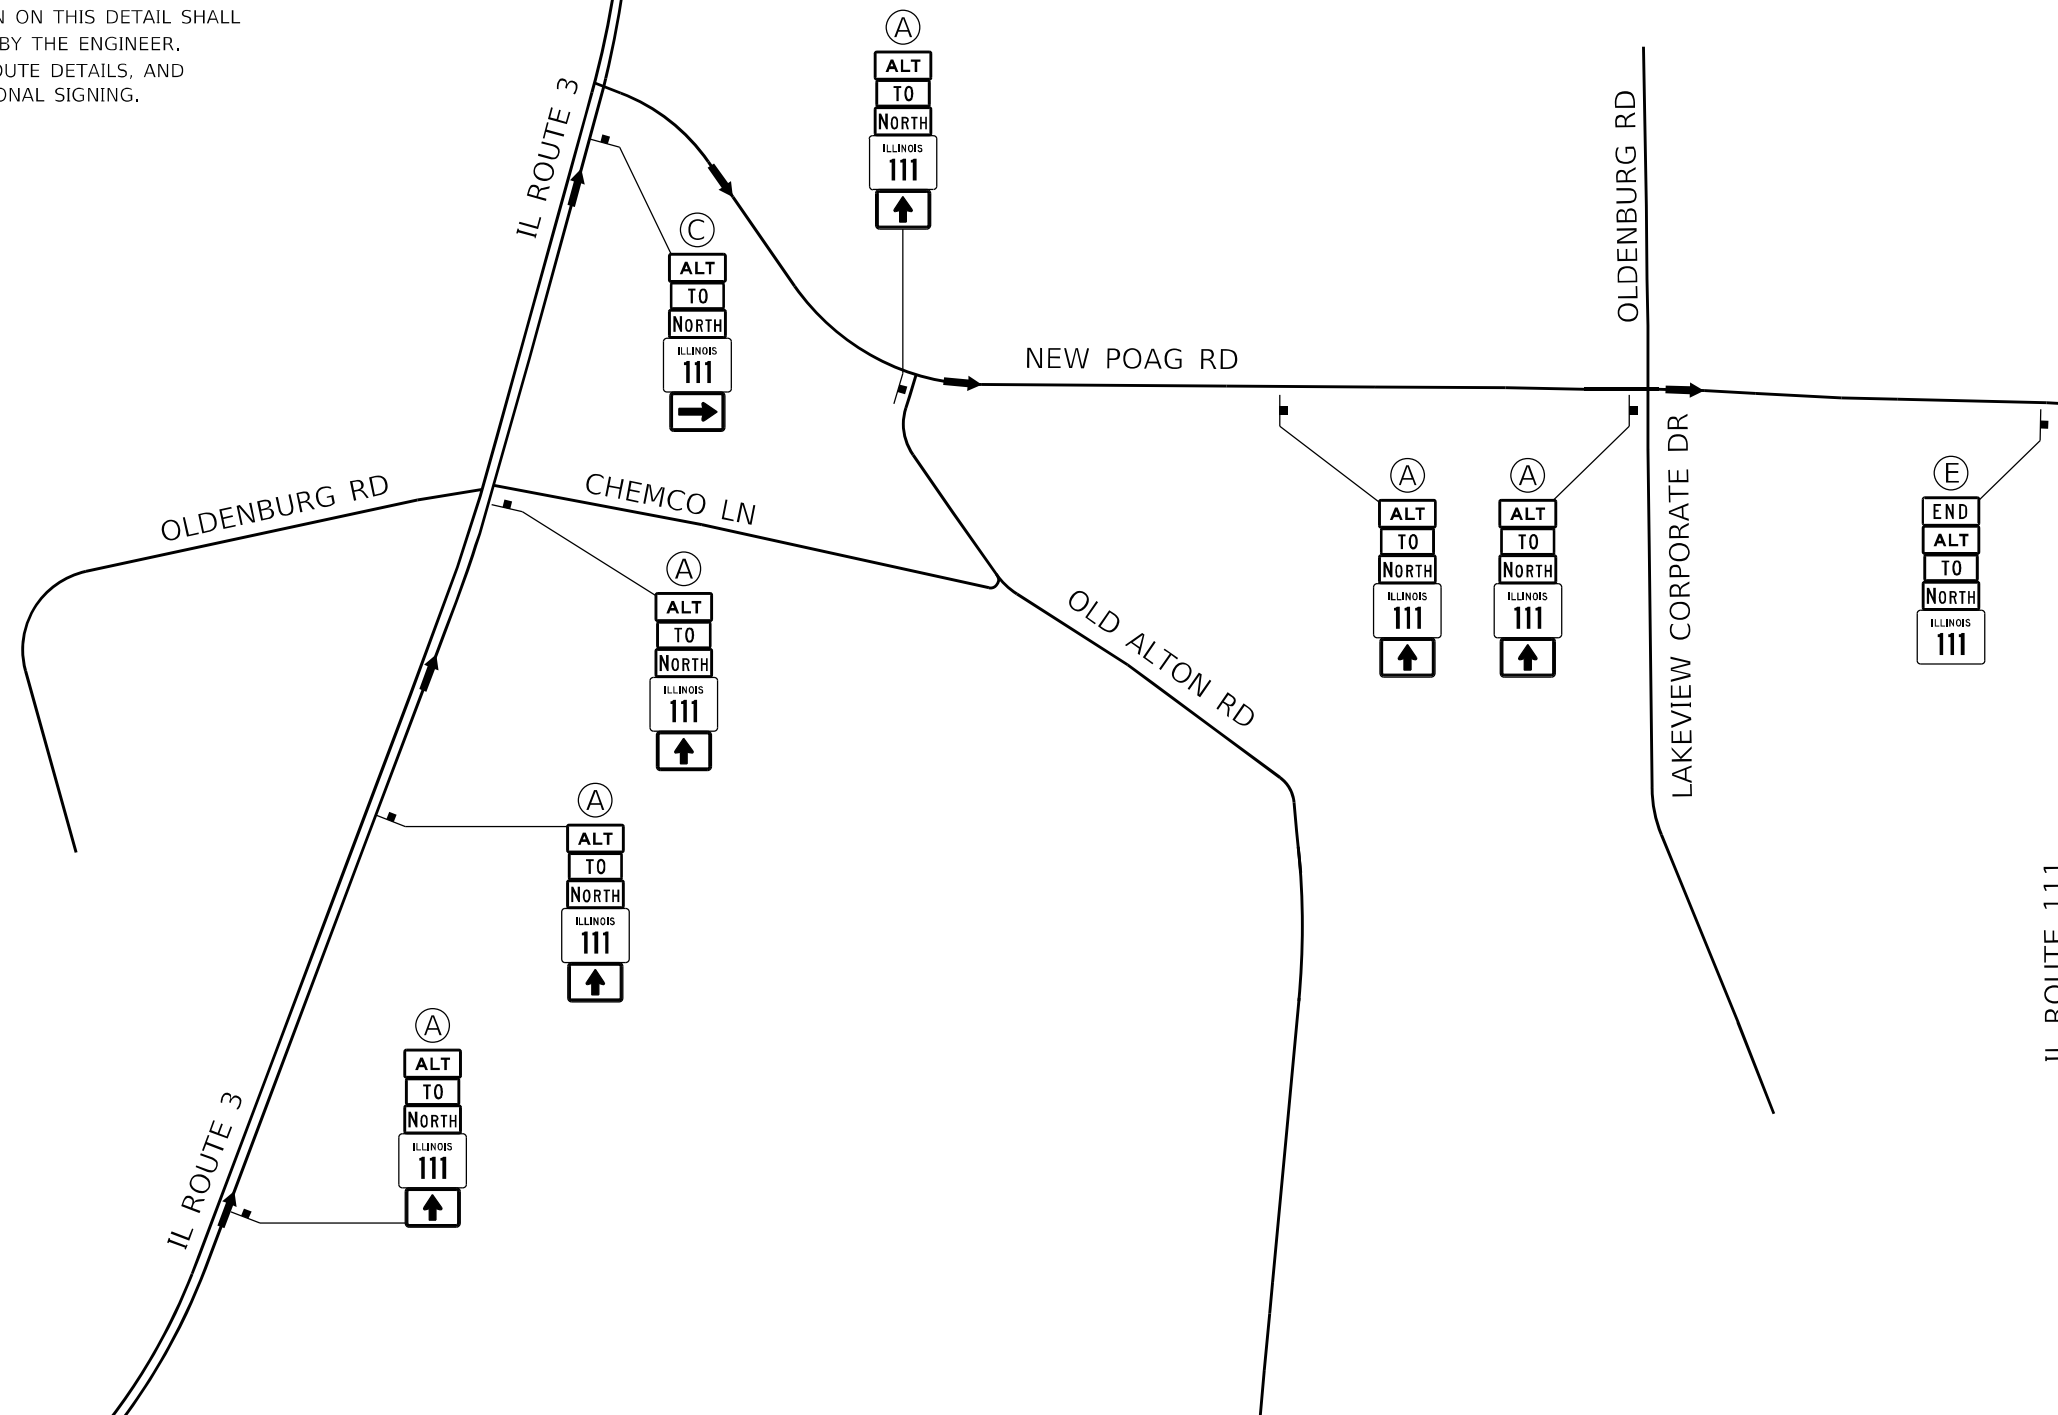 ON THIS DETAIL SHALL
BY THE ENGINEER.
DETAILS, AND
SIGNING.
A
ALT
TO
NORTH
ILLINOIS
111
IL ROUTE 3
OLDENBURG RD
C
ALT
TO
NORTH
ILLINOIS
111
NEW POAG RD
OLDENBURG RD
CHEMCO LN
A
ALT
TO
NORTH
ILLINOIS
111
OLD ALTON RD
A
ALT
TO
NORTH
ILLINOIS
111
A
ALT
TO
NORTH
ILLINOIS
111
LAKEVIEW CORPORATE DR
E
END
ALT
TO
NORTH
ILLINOIS
111
A
ALT
TO
NORTH
ILLINOIS
111
IL ROUTE 111
A
ALT
TO
NORTH
ILLINOIS
111
IL ROUTE 3